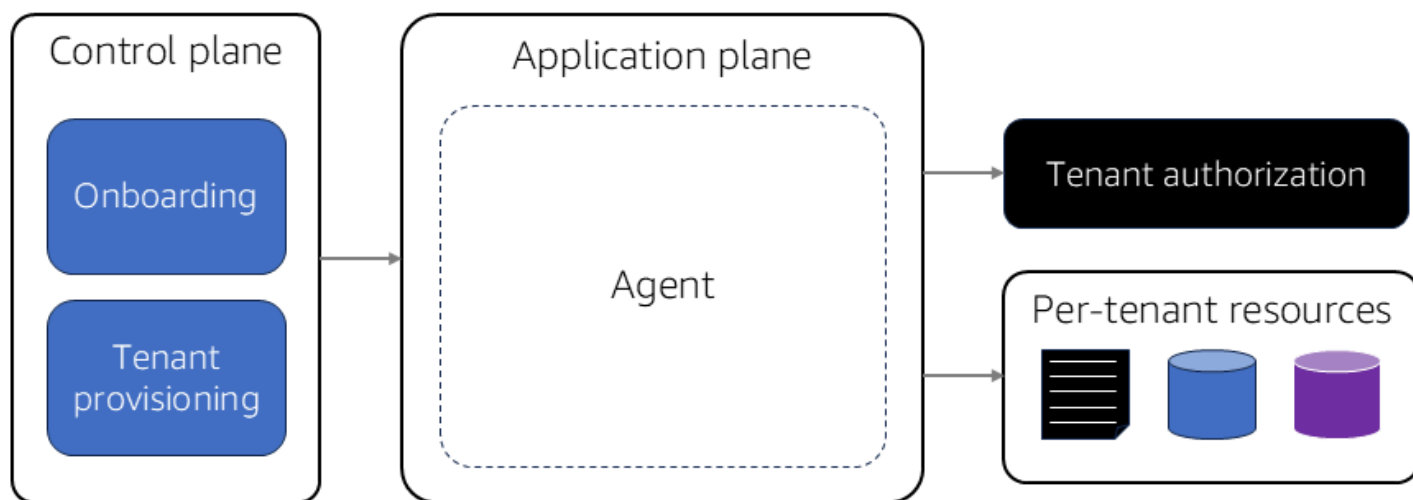 Control plane
Onboarding
Tenant
provisioning
Application plane
Agent
Tenant authorization
Per-tenant resources